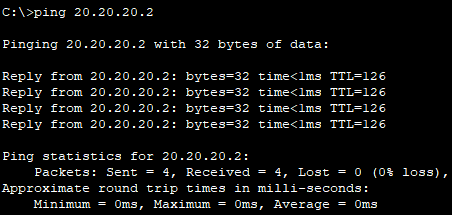 C:\>ping 20.20.20.2
Pinging 20.20.20.2 with 32 bytes of data:
Reply from 20.20.20.2: bytes=32 time<1ms TTL=126
Reply from 20.20.20.2: bytes=32 time<1ms TTL=126
Reply from 20.20.20.2: bytes=32 time<1ms TTL=126
Reply from 20.20.20.2: bytes=32 time<1ms TTL=126
Ping statistics for 20.20.20.2:
    Packets: Sent = 4, Received = 4, Lost = 0 (0% loss),
Approximate round trip times in milli-seconds:
    Minimum = 0ms, Maximum = 0ms, Average = 0ms